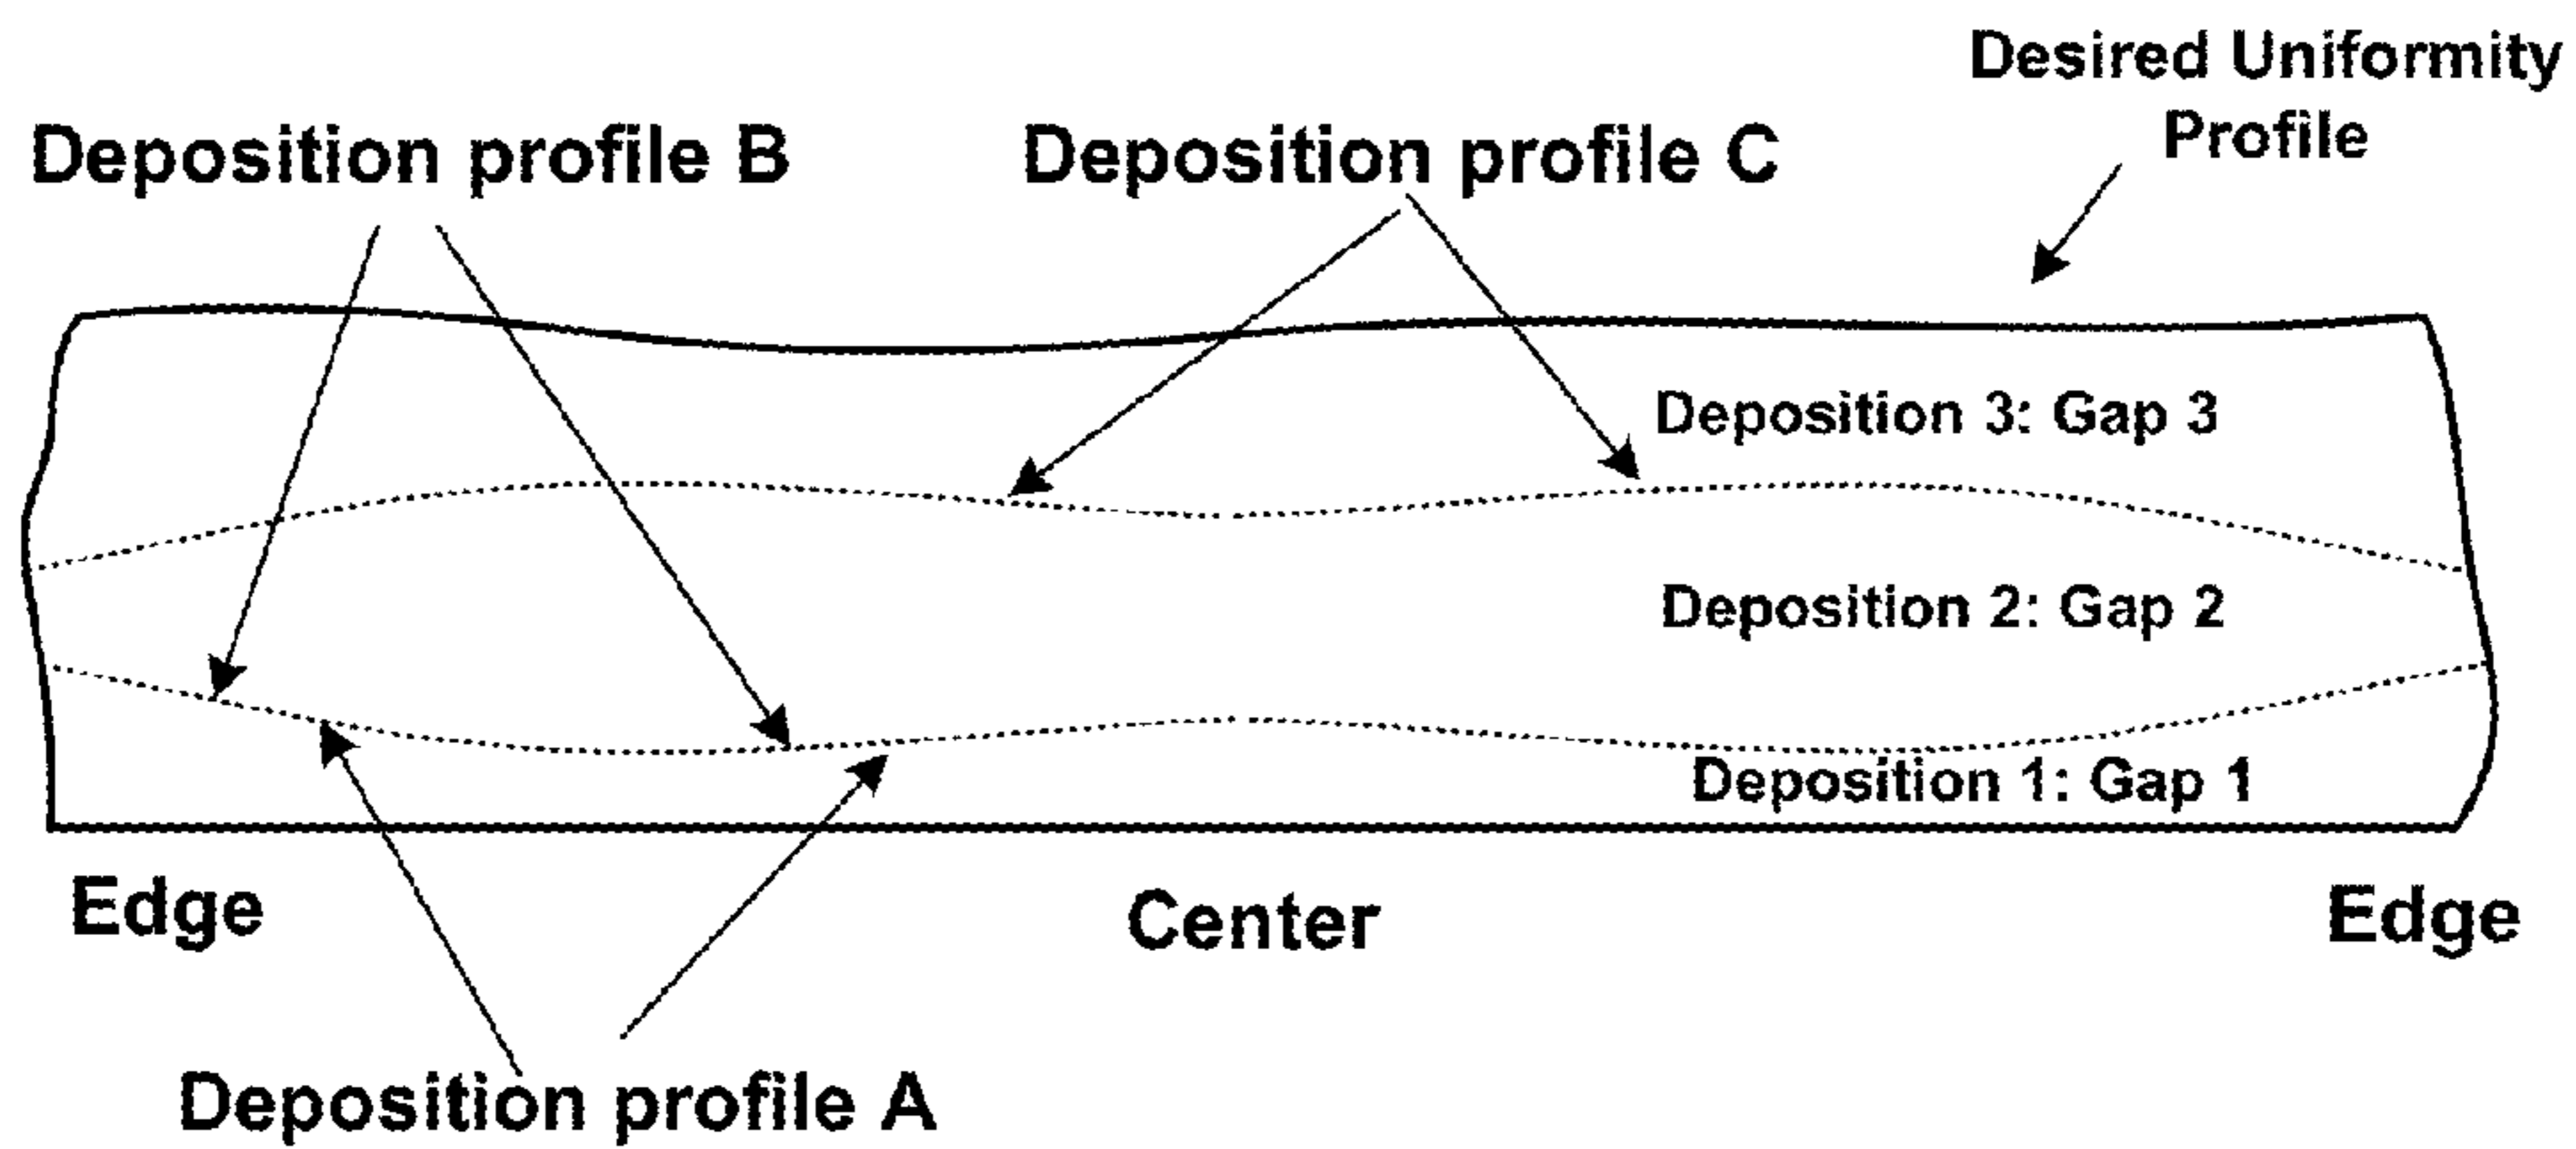 Desired Uniformity
Profile
Deposition profile B
Deposition profile C
Deposition 3: Gap 3
Deposition 2: Gap 2
Deposition 1: Gap 1
Edge
Center
Edge
Deposition profile A